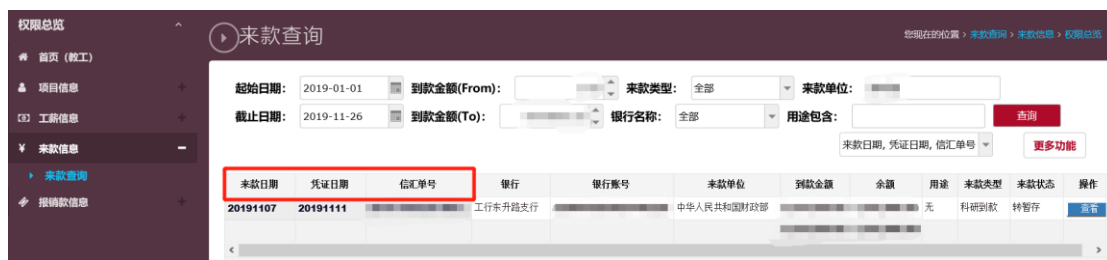 权限总览
首页（教工）
项目信息
工薪信息
¥ 来款信息
来款查询
报销款信息
来款查询
您现在的位置 > 来款查询 > 来款信息 > 权限总览
起始日期: 2019-01-01 到款金额(From): 来款类型: 全部 来款单位:
截止日期: 2019-11-26 到款金额(To): 银行名称: 全部 用途包含: 查询
来款日期, 凭证日期, 信汇单号 更多功能
来款日期 凭证日期 信汇单号 银行 银行账号 来款单位 到款金额 余额 用途 来款类型 来款状态 操作
20191107 20191111 工行东升路支行 中华人民共和国财政部 无 科研到款 转暂存 查看